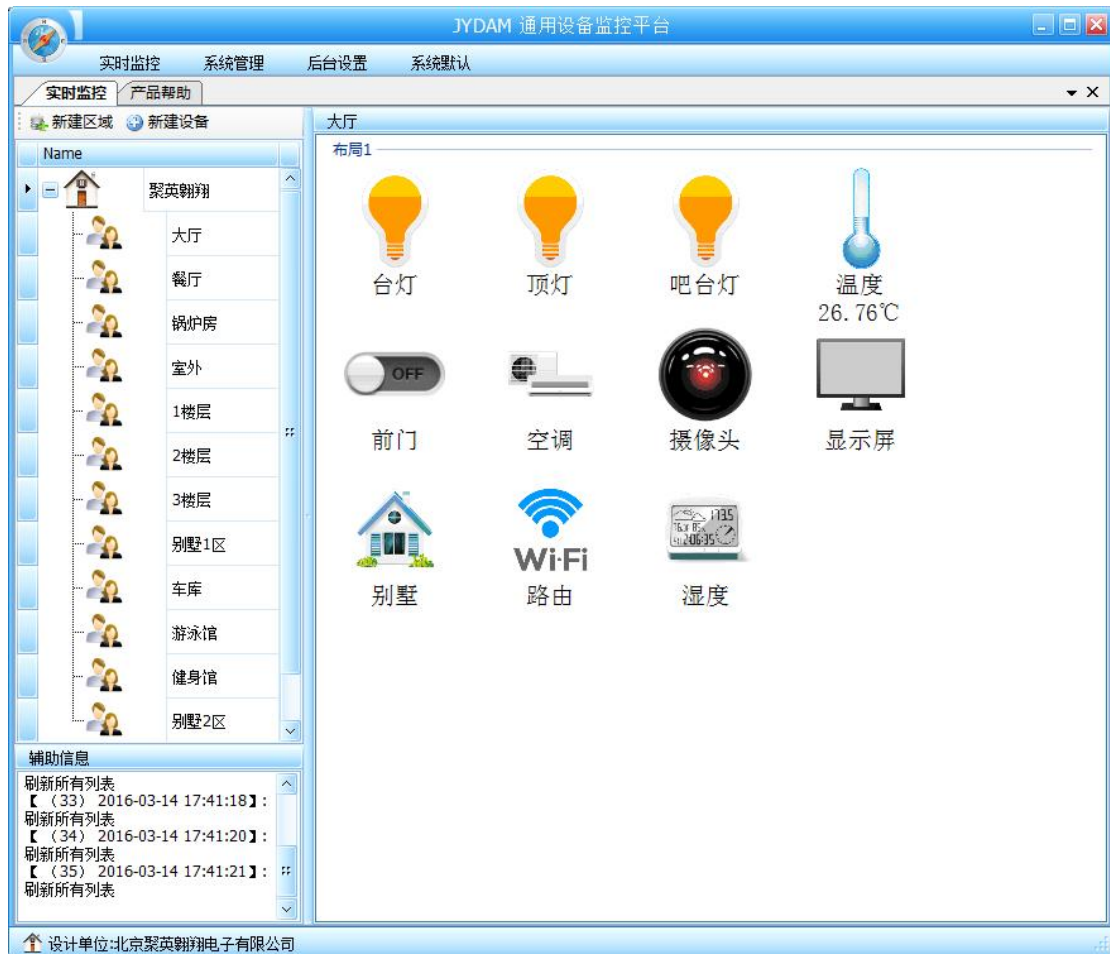 JYDAM 通用设备监控平台
实时监控 系统管理 后台设置 系统默认
实时监控 产品帮助
新建区域 新建设备
Name
聚英翱翔
大厅
餐厅
锅炉房
室外
1楼层
2楼层
3楼层
别墅1区
车库
游泳馆
健身馆
别墅2区
辅助信息
刷新所有列表
【（33） 2016-03-14 17:41:18】:
刷新所有列表
【（34） 2016-03-14 17:41:20】:
刷新所有列表
【（35） 2016-03-14 17:41:21】:
刷新所有列表
大厅
布局1
台灯 顶灯 吧台灯 温度
26.76℃
OFF
前门 空调 摄像头 显示屏
Wi-Fi
别墅 路由 湿度
设计单位:北京聚英翱翔电子有限公司